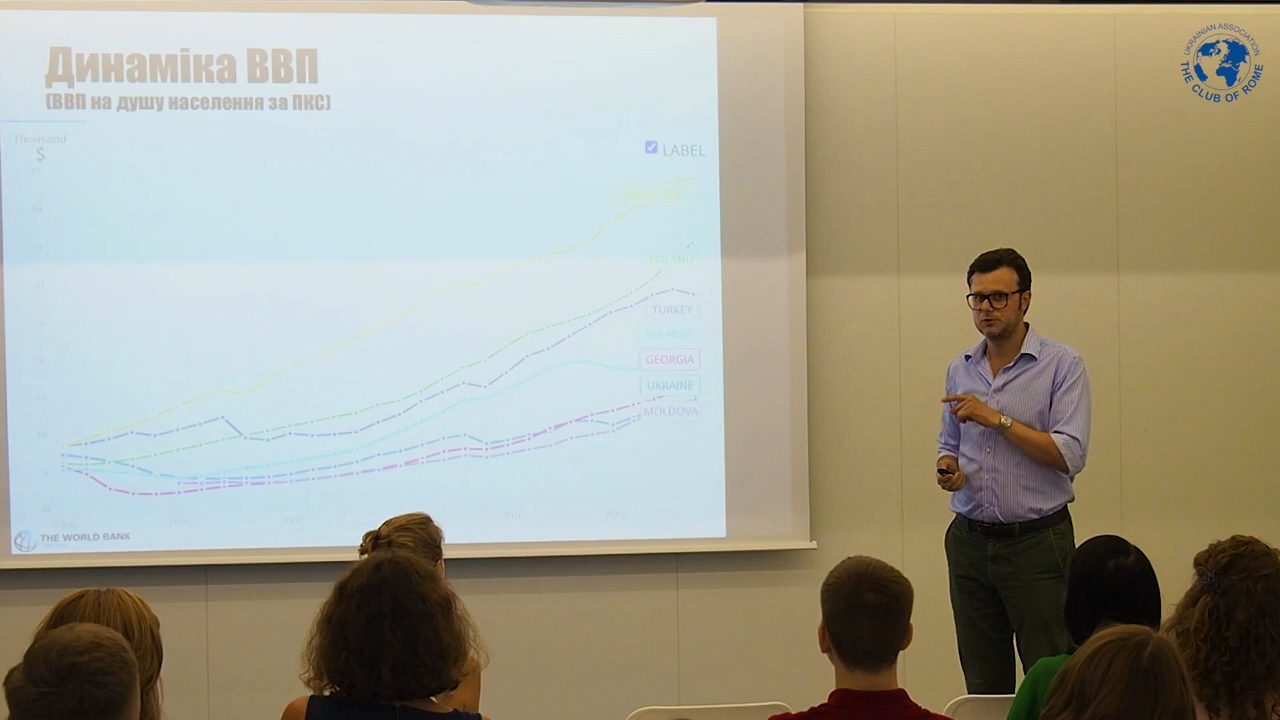 Динаміка ВВП
(ВВП на душу населення за ПКС)
Thousand
$
LABEL
POLAND
TURKEY
BELARUS
GEORGIA
UKRAINE
MOLDOVA
THE WORLD BANK
UKRAINIAN ASSOCIATION
THE CLUB OF ROME